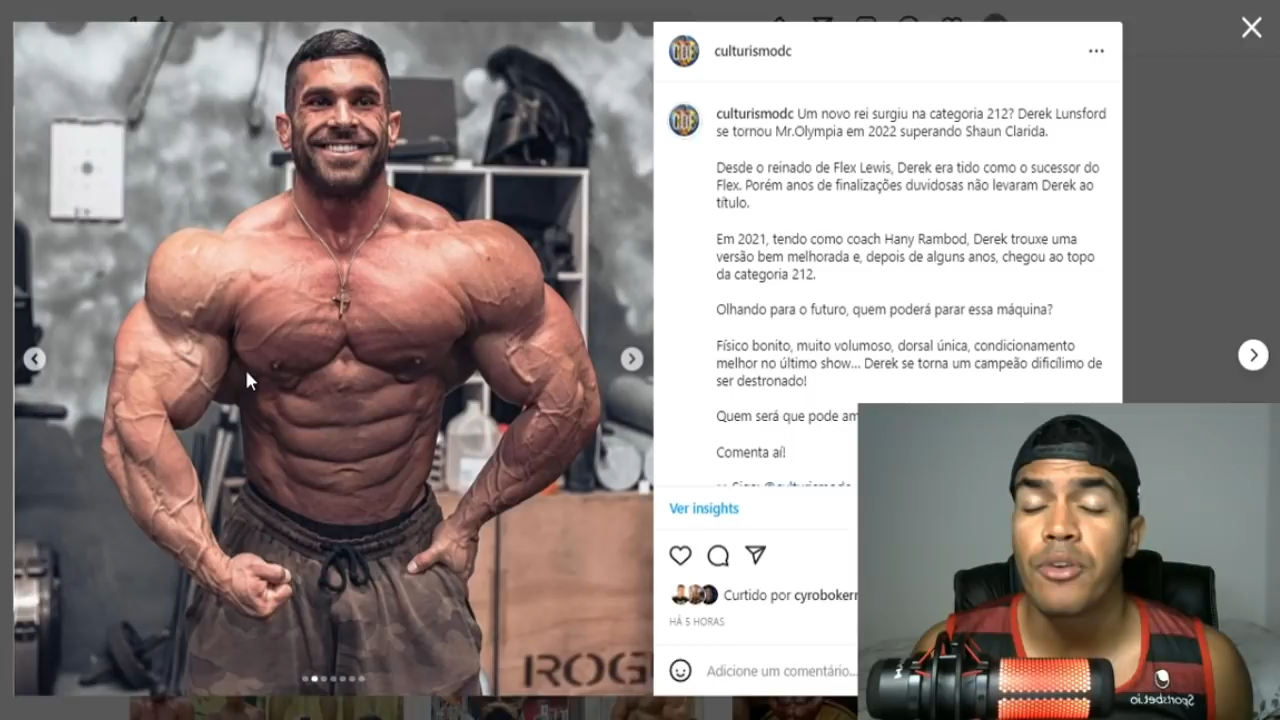 culturismodc
culturismodc Um novo rei surgiu na categoria 212? Derek Lunsford
se tornou Mr.Olympia em 2022 superando Shaun Clarida.
Desde o reinado de Flex Lewis, Derek era tido como o sucessor do
Flex. Porém anos de finalizações duvidosas não levaram Derek ao
título.
Em 2021, tendo como coach Hany Rambod, Derek trouxe uma
versão bem melhorada e, depois de alguns anos, chegou ao topo
da categoria 212.
Olhando para o futuro, quem poderá parar essa máquina?
Físico bonito, muito volumoso, dorsal única, condicionamento
melhor no último show... Derek se torna um campeão dificílimo de
ser destronado!
Quem será que pode am
Comenta aí!
Ver insights
Curtido por cyroboker
HÁ 5 HORAS
Adicione um comentário...
ROG
Sportsbet.io